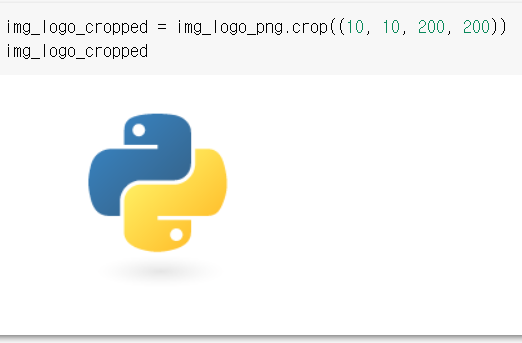 img_logo_cropped = img_logo_png.crop((10, 10, 200, 200))
img_logo_cropped